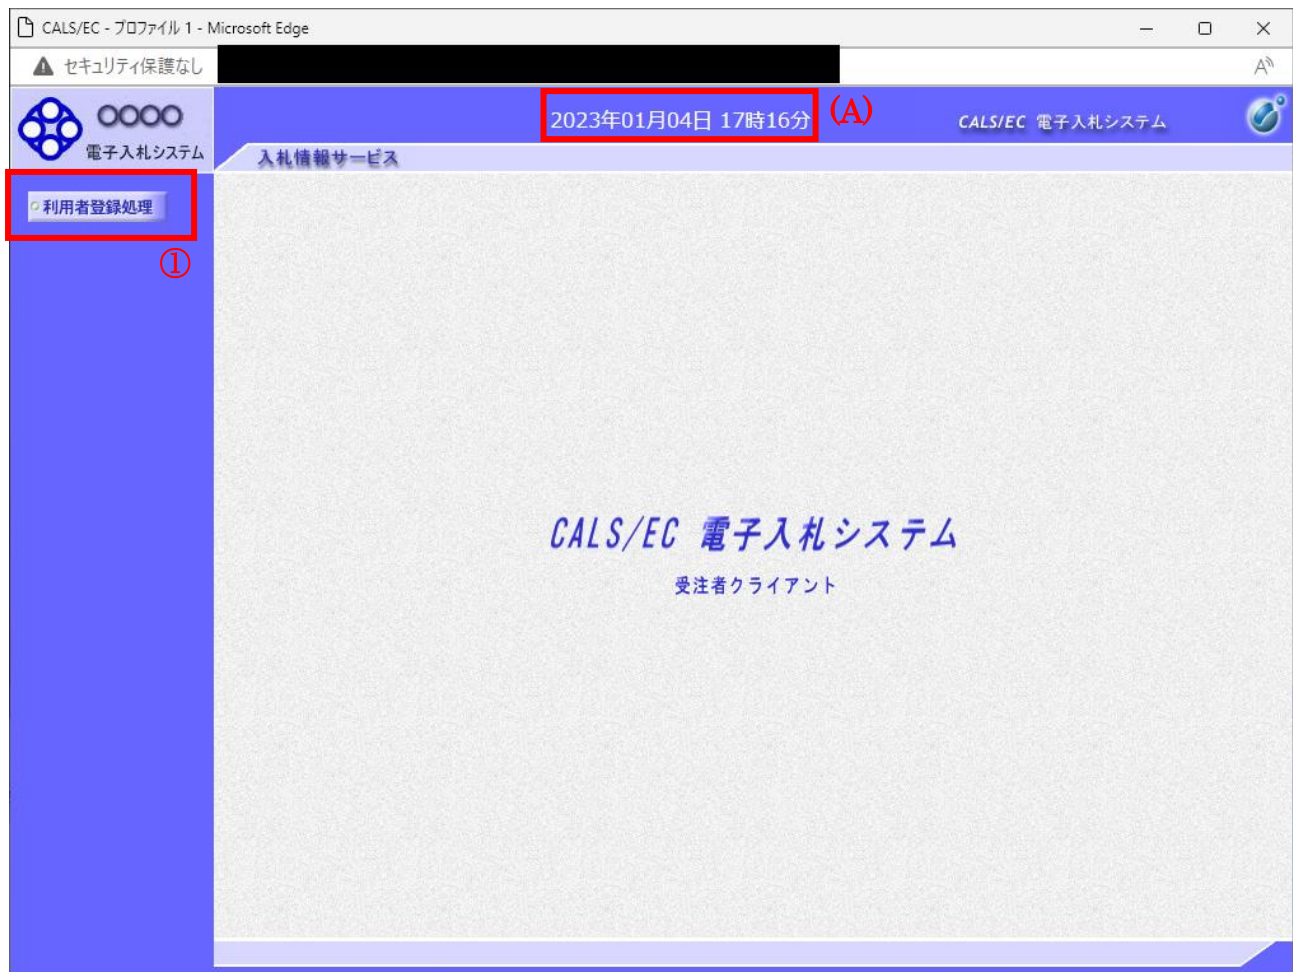 CALS/EC - プロファイル 1 - Microsoft Edge
セキュリティ保護なし
○○○○
電子入札システム
2023年01月04日 17時16分
(A)
CALS/EC 電子入札システム
入札情報サービス
利用者登録処理
①
CALS/EC 電子入札システム
受注者クライアント